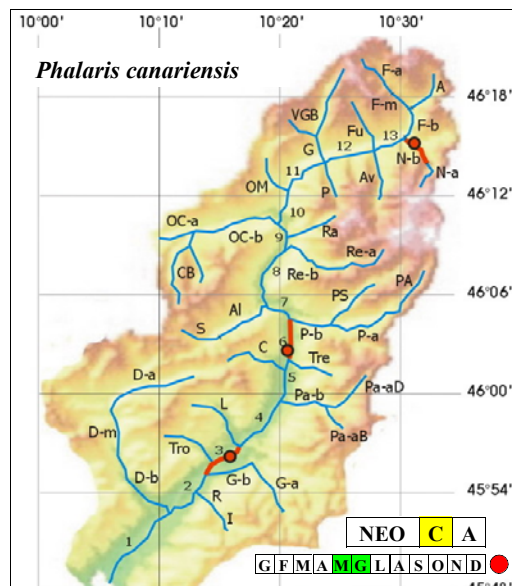 10°00' 10°10' 10°20' 10°30'
Phalaris canariensis
F-a
A
46°18'
F-m
VGB
Fu
13
F-b
G
12
N-b
11
N-a
OM
P
Av
46°12'
10
OC-a
Ra
OC-b
9
Re-a
8
CB
Re-b
PA
PS
46°06'
7
Al
S
P-b
P-a
6
C
Tre
D-a
5
46°00'
Pa-b
Pa-aD
L
4
D-m
Pa-aB
Tro
3
D-b
G-b
G-a
2
R
45°54'
I
1
NEO C A
G F M A M G L A S O N D